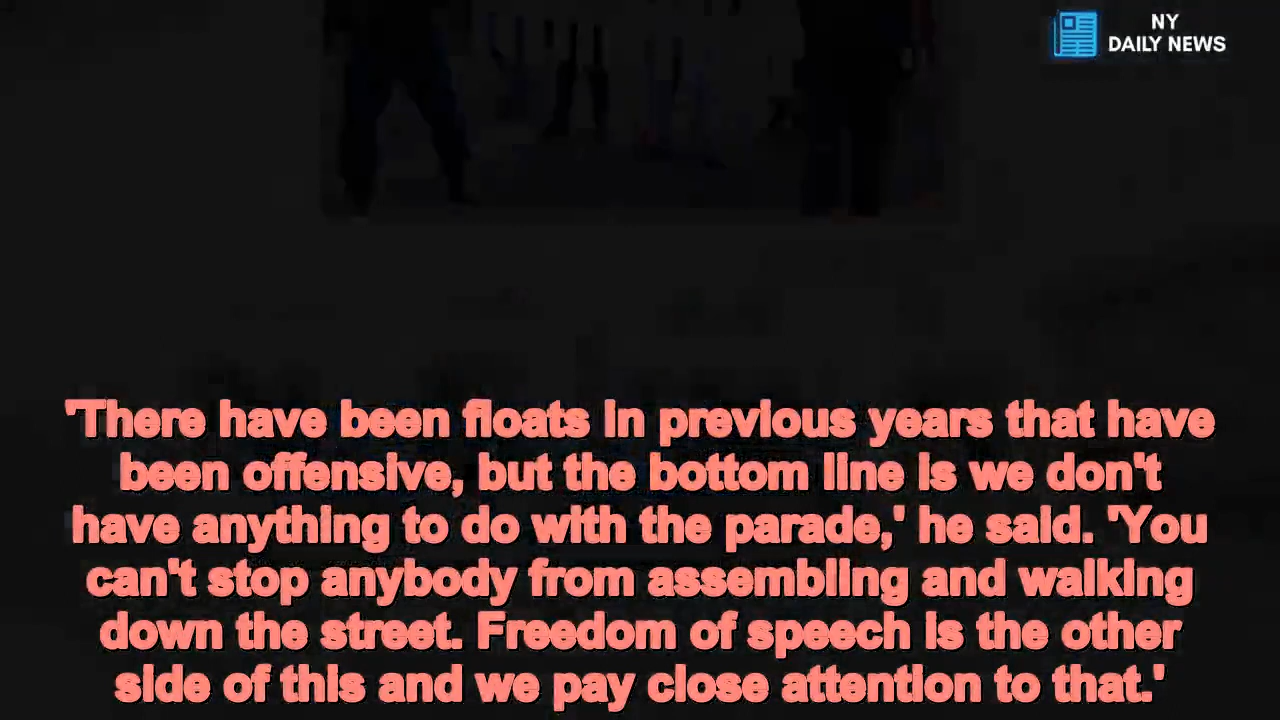 NY
DAILY NEWS
'There have been floats in previous years that have
been offensive, but the bottom line is we don't
have anything to do with the parade,' he said. 'You
can't stop anybody from assembling and walking
down the street. Freedom of speech is the other
side of this and we pay close attention to that.'